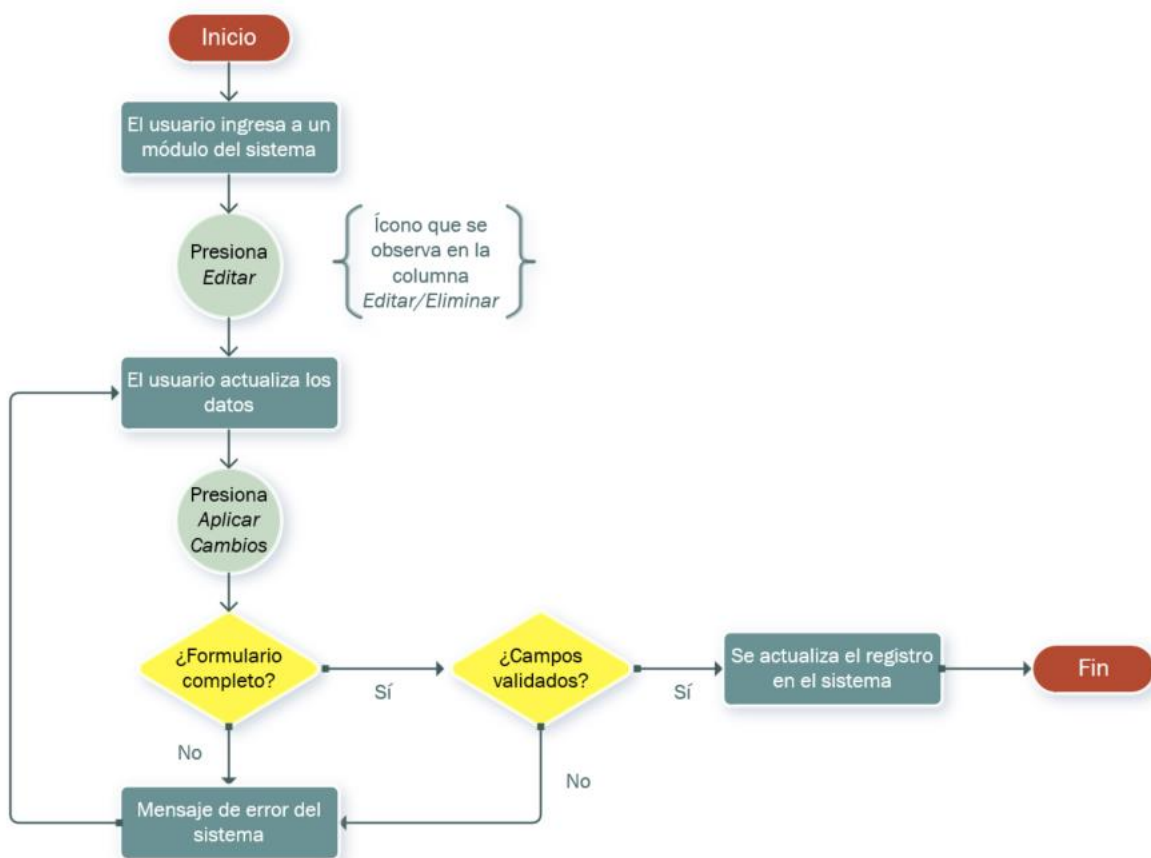 Inicio
El usuario ingresa a un
módulo del sistema
Presiona
Editar
Ícono que se
observa en la
columna
Editar/Eliminar
El usuario actualiza los
datos
Presiona
Aplicar
Cambios
¿Formulario
completo?
Sí
¿Campos
validados?
Sí
Se actualiza el registro
en el sistema
Fin
No
No
Mensaje de error del
sistema